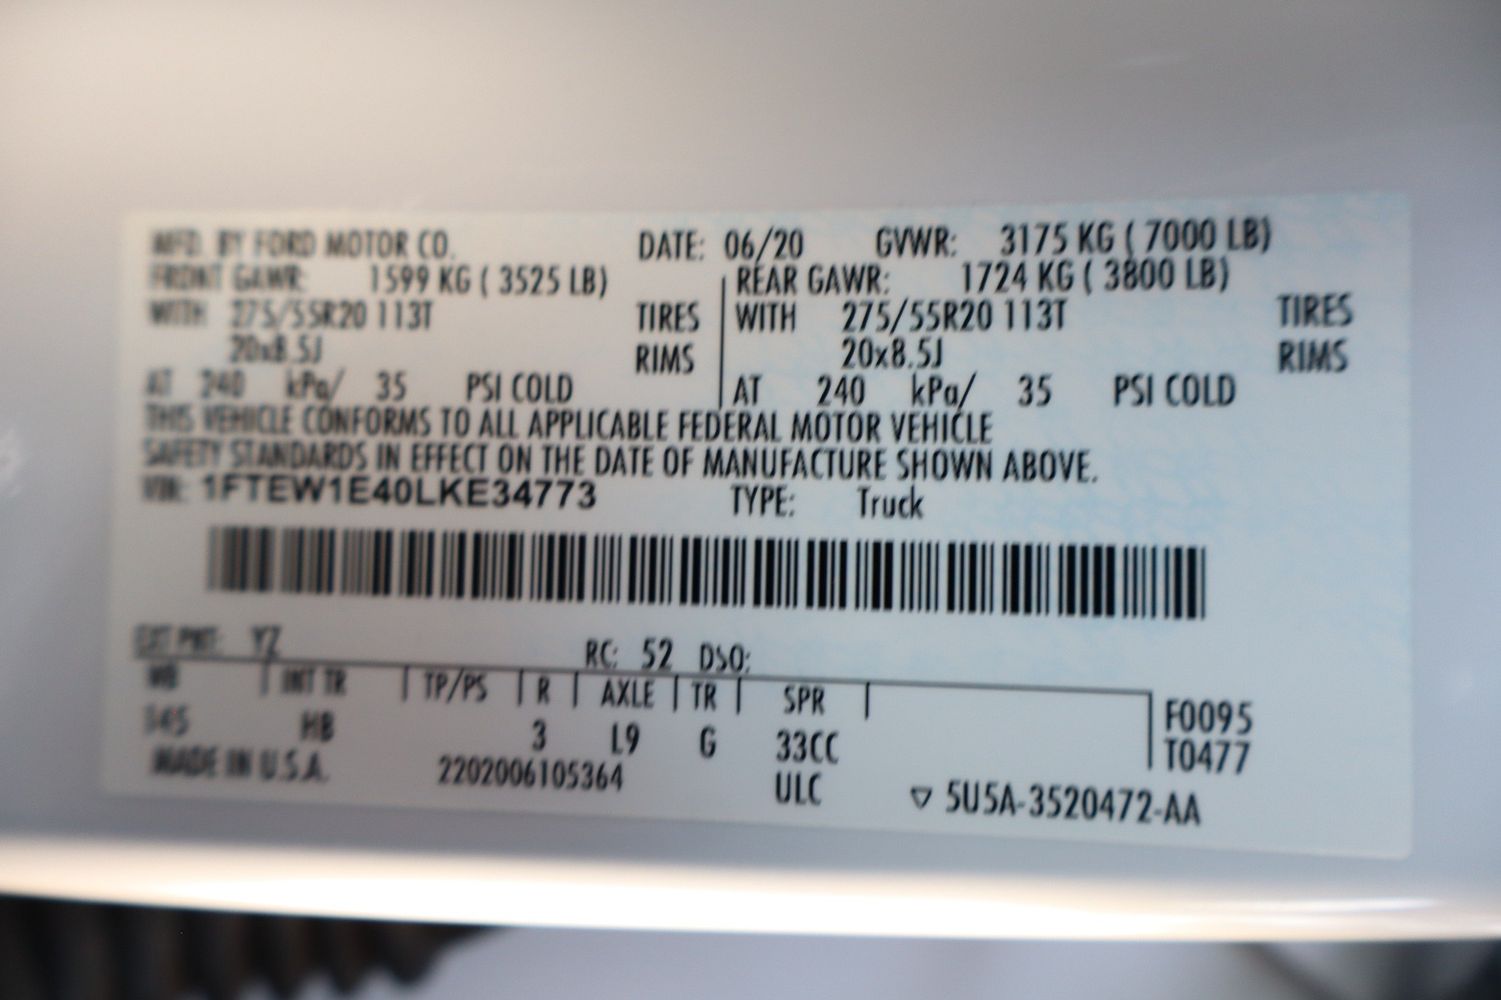 MFD. BY FORD MOTOR CO. DATE: 06/20 GVWR: 3175 KG ( 7000 LB)
FRONT GAWR: 1599 KG ( 3525 LB) REAR GAWR: 1724 KG ( 3800 LB)
WITH 275/55R20 113T TIRES WITH 275/55R20 113T TIRES
20x8.5J RIMS 20x8.5J RIMS
AT 240 kPa/ 35 PSI COLD AT 240 kPa/ 35 PSI COLD
THIS VEHICLE CONFORMS TO ALL APPLICABLE FEDERAL MOTOR VEHICLE
SAFETY STANDARDS IN EFFECT ON THE DATE OF MANUFACTURE SHOWN ABOVE.
VIN: 1FTEW1E40LKE34773 TYPE: Truck
EXT PNT: YZ RC: 52 DSO:
WB INT TR TP/PS R AXLE TR SPR F0095
145 HB 3 L9 G 33CC T0477
MADE IN U.S.A. 2202006105364 ULC ▽ 5U5A-3520472-AA